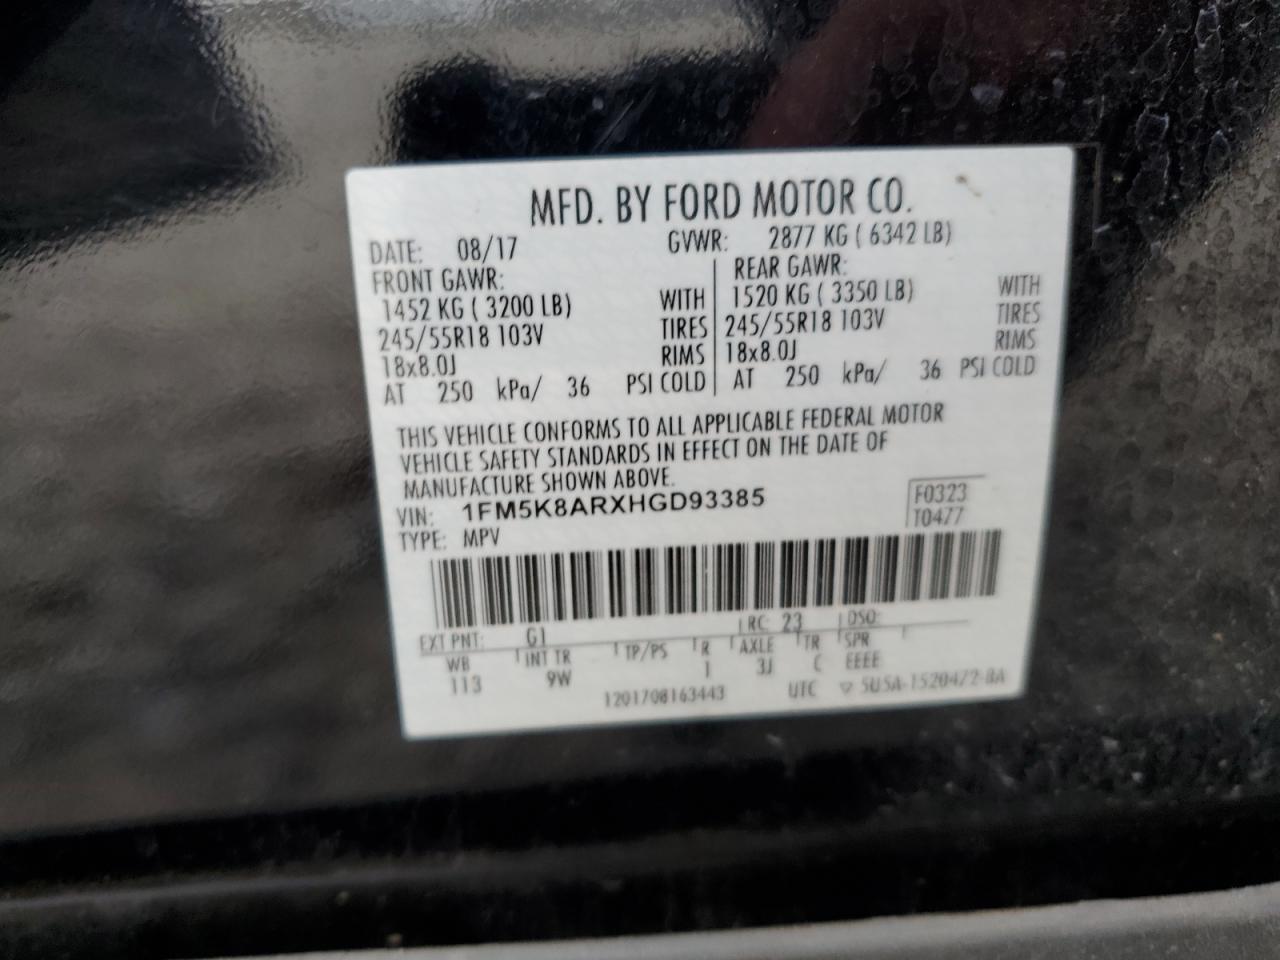 MFD. BY FORD MOTOR CO.
DATE: 08/17 GVWR: 2877 KG ( 6342 LB)
FRONT GAWR: REAR GAWR:
1452 KG ( 3200 LB) WITH 1520 KG ( 3350 LB) WITH
245/55R18 103V TIRES 245/55R18 103V TIRES
18x8.0J RIMS 18x8.0J RIMS
AT 250 kPa/ 36 PSI COLD AT 250 kPa/ 36 PSI COLD
THIS VEHICLE CONFORMS TO ALL APPLICABLE FEDERAL MOTOR
VEHICLE SAFETY STANDARDS IN EFFECT ON THE DATE OF
MANUFACTURE SHOWN ABOVE.
VIN: 1FM5K8ARXHGD93385 F0323
TYPE: MPV T0477
EXT PNT: G1 RC: 23 DSO:
WB INT TR TP/PS R AXLE TR SPR
113 9W 1 3J C EEEE
1201708163443 UTC ▽ 5U5A-1520472-BA